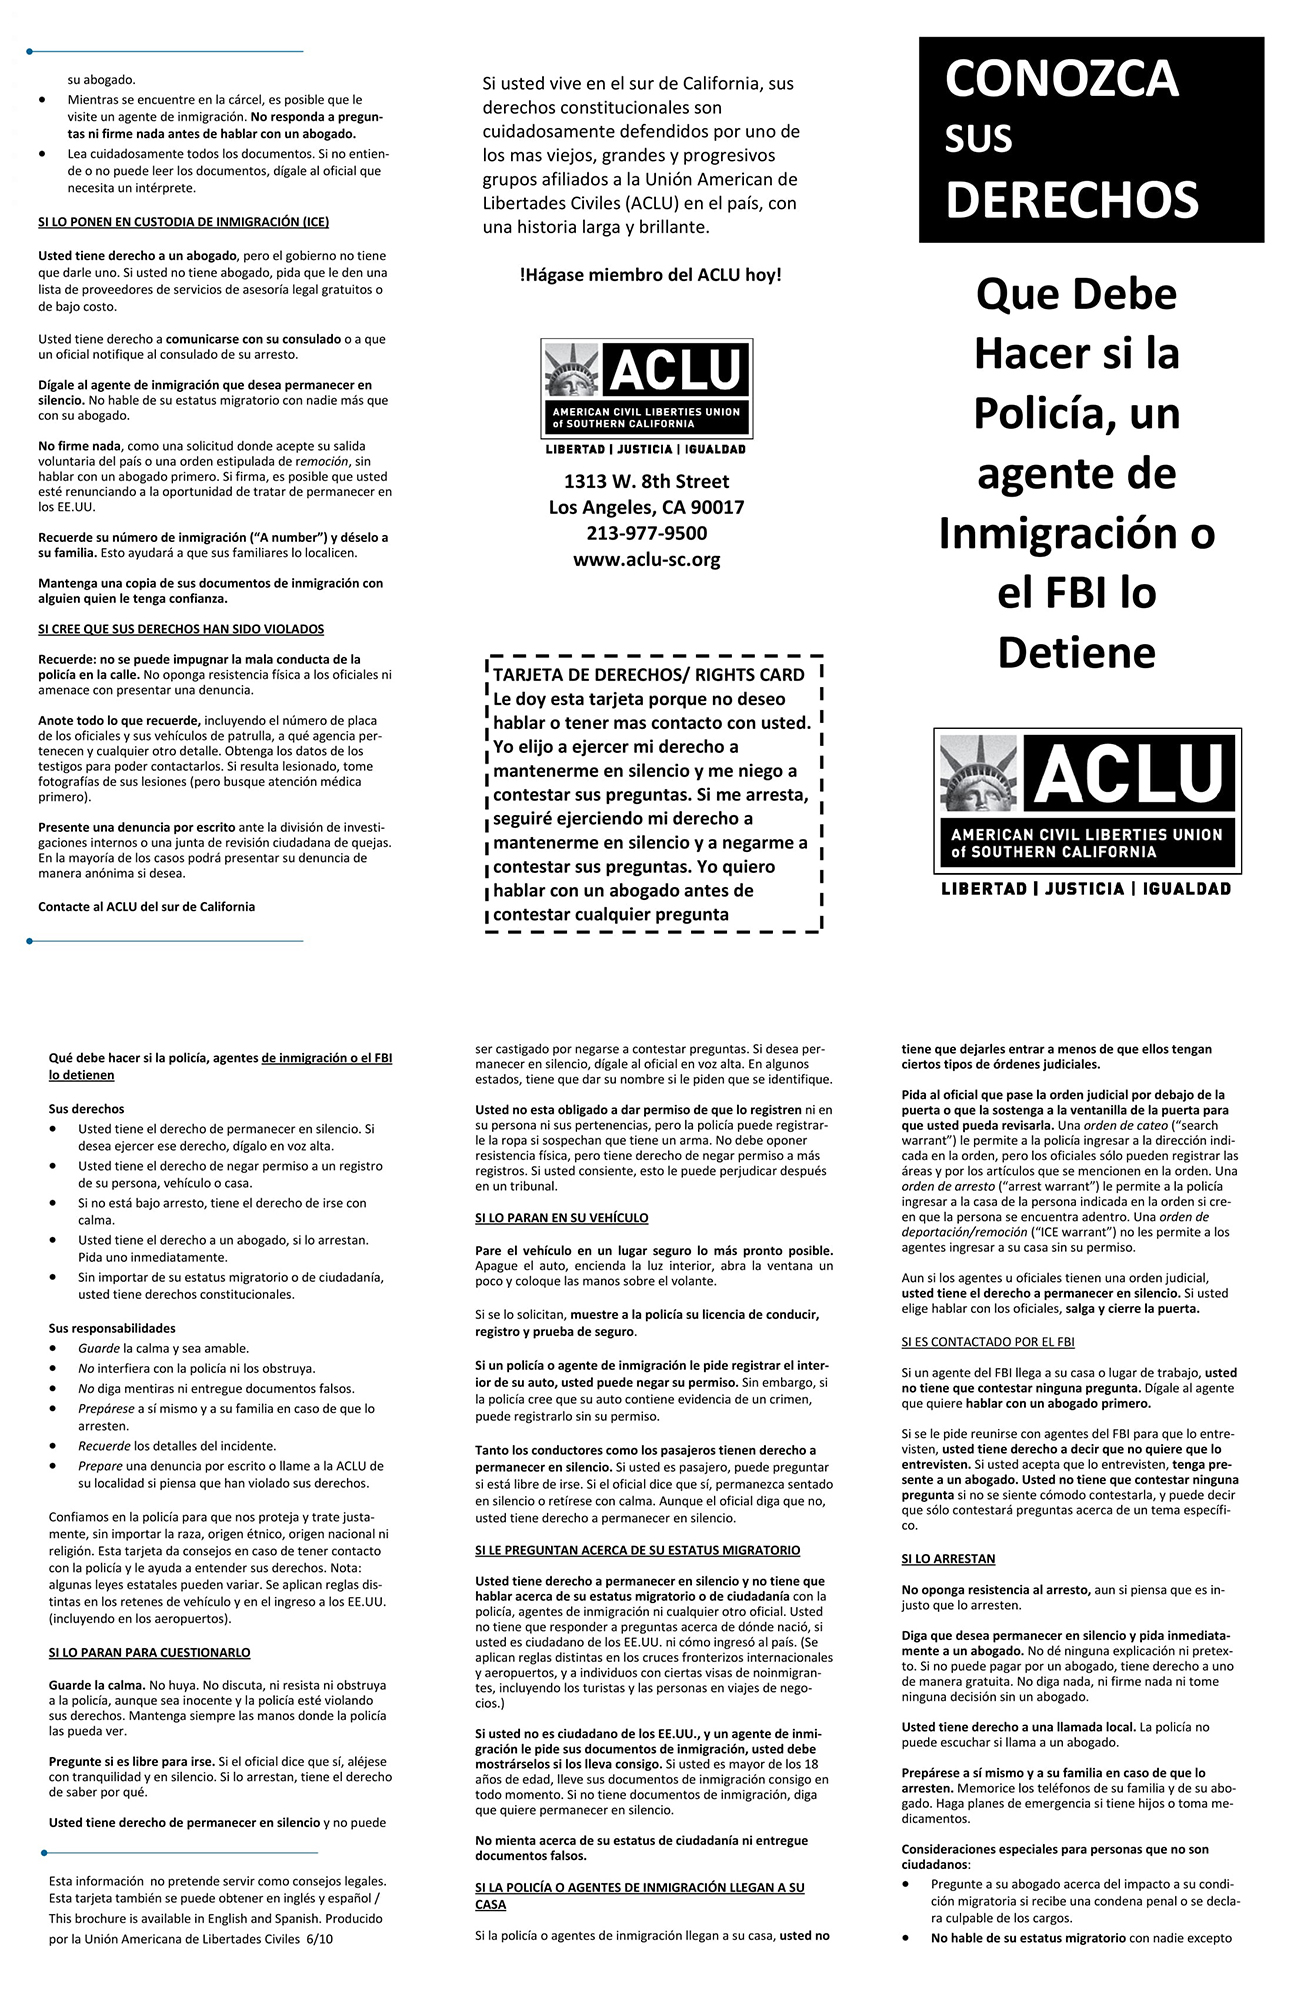 su abogado.
• Mientras se encuentre en la cárcel, es posible que le
visite un agente de inmigración. No responda a pregun-
tas ni firme nada antes de hablar con un abogado.
• Lea cuidadosamente todos los documentos. Si no entien-
de o no puede leer los documentos, dígale al oficial que
necesita un intérprete.
SI LO PONEN EN CUSTODIA DE INMIGRACIÓN (ICE)
Usted tiene derecho a un abogado, pero el gobierno no tiene
que darle uno. Si usted no tiene abogado, pida que le den una
lista de proveedores de servicios de asesoría legal gratuitos o
de bajo costo.
Usted tiene derecho a comunicarse con su consulado o a que
un oficial notifique al consulado de su arresto.
Dígale al agente de inmigración que desea permanecer en
silencio. No hable de su estatus migratorio con nadie más que
con su abogado.
No firme nada, como una solicitud donde acepte su salida
voluntaria del país o una orden estipulada de remoción, sin
hablar con un abogado primero. Si firma, es posible que usted
esté renunciando a la oportunidad de tratar de permanecer en
los EE.UU.
Recuerde su número de inmigración (“A number”) y déselo a
su familia. Esto ayudará a que sus familiares lo localicen.
Mantenga una copia de sus documentos de inmigración con
alguien quien le tenga confianza.
SI CREE QUE SUS DERECHOS HAN SIDO VIOLADOS
Recuerde: no se puede impugnar la mala conducta de la
policía en la calle. No oponga resistencia física a los oficiales ni
amenace con presentar una denuncia.
Anote todo lo que recuerde, incluyendo el número de placa
de los oficiales y sus vehículos de patrulla, a qué agencia per-
tenecen y cualquier otro detalle. Obtenga los datos de los
testigos para poder contactarlos. Si resulta lesionado, tome
fotografías de sus lesiones (pero busque atención médica
primero).
Presente una denuncia por escrito ante la división de investi-
gaciones internos o una junta de revisión ciudadana de quejas.
En la mayoría de los casos podrá presentar su denuncia de
manera anónima si desea.
Contacte al ACLU del sur de California
Si usted vive en el sur de California, sus
derechos constitucionales son
cuidadosamente defendidos por uno de
los mas viejos, grandes y progresivos
grupos afiliados a la Unión American de
Libertades Civiles (ACLU) en el país, con
una historia larga y brillante.
!Hágase miembro del ACLU hoy!
ACLU
AMERICAN CIVIL LIBERTIES UNION
of SOUTHERN CALIFORNIA
LIBERTAD | JUSTICIA | IGUALDAD
1313 W. 8th Street
Los Angeles, CA 90017
213-977-9500
www.aclu-sc.org
TARJETA DE DERECHOS/ RIGHTS CARD
Le doy esta tarjeta porque no deseo
hablar o tener mas contacto con usted.
Yo elijo a ejercer mi derecho a
mantenerme en silencio y me niego a
contestar sus preguntas. Si me arresta,
seguiré ejerciendo mi derecho a
mantenerme en silencio y a negarme a
contestar sus preguntas. Yo quiero
hablar con un abogado antes de
contestar cualquier pregunta
CONOZCA
SUS
DERECHOS
Que Debe
Hacer si la
Policía, un
agente de
Inmigración o
el FBI lo
Detiene
ACLU
AMERICAN CIVIL LIBERTIES UNION
of SOUTHERN CALIFORNIA
LIBERTAD | JUSTICIA | IGUALDAD
Qué debe hacer si la policía, agentes de inmigración o el FBI
lo detienen
Sus derechos
• Usted tiene el derecho de permanecer en silencio. Si
desea ejercer ese derecho, dígalo en voz alta.
• Usted tiene el derecho de negar permiso a un registro
de su persona, vehículo o casa.
• Si no está bajo arresto, tiene el derecho de irse con
calma.
• Usted tiene el derecho a un abogado, si lo arrestan.
Pida uno inmediatamente.
• Sin importar de su estatus migratorio o de ciudadanía,
usted tiene derechos constitucionales.
Sus responsabilidades
• Guarde la calma y sea amable.
• No interfiera con la policía ni los obstruya.
• No diga mentiras ni entregue documentos falsos.
• Prepárese a sí mismo y a su familia en caso de que lo
arresten.
• Recuerde los detalles del incidente.
• Prepare una denuncia por escrito o llame a la ACLU de
su localidad si piensa que han violado sus derechos.
Confiamos en la policía para que nos proteja y trate justa-
mente, sin importar la raza, origen étnico, origen nacional ni
religión. Esta tarjeta da consejos en caso de tener contacto
con la policía y le ayuda a entender sus derechos. Nota:
algunas leyes estatales pueden variar. Se aplican reglas dis-
tintas en los retenes de vehículo y en el ingreso a los EE.UU.
(incluyendo en los aeropuertos).
SI LO PARAN PARA CUESTIONARLO
Guarde la calma. No huya. No discuta, ni resista ni obstruya
a la policía, aunque sea inocente y la policía esté violando
sus derechos. Mantenga siempre las manos donde la policía
las pueda ver.
Pregunte si es libre para irse. Si el oficial dice que sí, aléjese
con tranquilidad y en silencio. Si lo arrestan, tiene el derecho
de saber por qué.
Usted tiene derecho de permanecer en silencio y no puede
Esta información no pretende servir como consejos legales.
Esta tarjeta también se puede obtener en inglés y español /
This brochure is available in English and Spanish. Producido
por la Unión Americana de Libertades Civiles 6/10
ser castigado por negarse a contestar preguntas. Si desea per-
manecer en silencio, dígale al oficial en voz alta. En algunos
estados, tiene que dar su nombre si le piden que se identifique.
Usted no esta obligado a dar permiso de que lo registren ni en
su persona ni sus pertenencias, pero la policía puede registrar-
le la ropa si sospechan que tiene un arma. No debe oponer
resistencia física, pero tiene derecho de negar permiso a más
registros. Si usted consiente, esto le puede perjudicar después
en un tribunal.
SI LO PARAN EN SU VEHÍCULO
Pare el vehículo en un lugar seguro lo más pronto posible.
Apague el auto, encienda la luz interior, abra la ventana un
poco y coloque las manos sobre el volante.
Si se lo solicitan, muestre a la policía su licencia de conducir,
registro y prueba de seguro.
Si un policía o agente de inmigración le pide registrar el inter-
ior de su auto, usted puede negar su permiso. Sin embargo, si
la policía cree que su auto contiene evidencia de un crimen,
puede registrarlo sin su permiso.
Tanto los conductores como los pasajeros tienen derecho a
permanecer en silencio. Si usted es pasajero, puede preguntar
si está libre de irse. Si el oficial dice que sí, permanezca sentado
en silencio o retírese con calma. Aunque el oficial diga que no,
usted tiene derecho a permanecer en silencio.
SI LE PREGUNTAN ACERCA DE SU ESTATUS MIGRATORIO
Usted tiene derecho a permanecer en silencio y no tiene que
hablar acerca de su estatus migratorio o de ciudadanía con la
policía, agentes de inmigración ni cualquier otro oficial. Usted
no tiene que responder a preguntas acerca de dónde nació, si
usted es ciudadano de los EE.UU. ni cómo ingresó al país. (Se
aplican reglas distintas en los cruces fronterizos internacionales
y aeropuertos, y a individuos con ciertas visas de noinmigran-
tes, incluyendo los turistas y las personas en viajes de nego-
cios.)
Si usted no es ciudadano de los EE.UU., y un agente de inmi-
gración le pide sus documentos de inmigración, usted debe
mostrárselos si los lleva consigo. Si usted es mayor de los 18
años de edad, lleve sus documentos de inmigración consigo en
todo momento. Si no tiene documentos de inmigración, diga
que quiere permanecer en silencio.
No mienta acerca de su estatus de ciudadanía ni entregue
documentos falsos.
SI LA POLICÍA O AGENTES DE INMIGRACIÓN LLEGAN A SU
CASA
Si la policía o agentes de inmigración llegan a su casa, usted no
tiene que dejarles entrar a menos de que ellos tengan
ciertos tipos de órdenes judiciales.
Pida al oficial que pase la orden judicial por debajo de la
puerta o que la sostenga a la ventanilla de la puerta para
que usted pueda revisarla. Una orden de cateo (“search
warrant”) le permite a la policía ingresar a la dirección indi-
cada en la orden, pero los oficiales sólo pueden registrar las
áreas y por los artículos que se mencionen en la orden. Una
orden de arresto (“arrest warrant”) le permite a la policía
ingresar a la casa de la persona indicada en la orden si cre-
en que la persona se encuentra adentro. Una orden de
deportación/remoción (“ICE warrant”) no les permite a los
agentes ingresar a su casa sin su permiso.
Aun si los agentes u oficiales tienen una orden judicial,
usted tiene el derecho a permanecer en silencio. Si usted
elige hablar con los oficiales, salga y cierre la puerta.
SI ES CONTACTADO POR EL FBI
Si un agente del FBI llega a su casa o lugar de trabajo, usted
no tiene que contestar ninguna pregunta. Dígale al agente
que quiere hablar con un abogado primero.
Si se le pide reunirse con agentes del FBI para que lo entre-
visten, usted tiene derecho a decir que no quiere que lo
entrevisten. Si usted acepta que lo entrevisten, tenga pre-
sente a un abogado. Usted no tiene que contestar ninguna
pregunta si no se siente cómodo contestarla, y puede decir
que sólo contestará preguntas acerca de un tema específi-
co.
SI LO ARRESTAN
No oponga resistencia al arresto, aun si piensa que es in-
justo que lo arresten.
Diga que desea permanecer en silencio y pida inmediata-
mente a un abogado. No dé ninguna explicación ni pretex-
to. Si no puede pagar por un abogado, tiene derecho a uno
de manera gratuita. No diga nada, ni firme nada ni tome
ninguna decisión sin un abogado.
Usted tiene derecho a una llamada local. La policía no
puede escuchar si llama a un abogado.
Prepárese a sí mismo y a su familia en caso de que lo
arresten. Memorice los teléfonos de su familia y de su abo-
gado. Haga planes de emergencia si tiene hijos o toma me-
dicamentos.
Consideraciones especiales para personas que no son
ciudadanos:
• Pregunte a su abogado acerca del impacto a su condi-
ción migratoria si recibe una condena penal o se decla-
ra culpable de los cargos.
• No hable de su estatus migratorio con nadie excepto